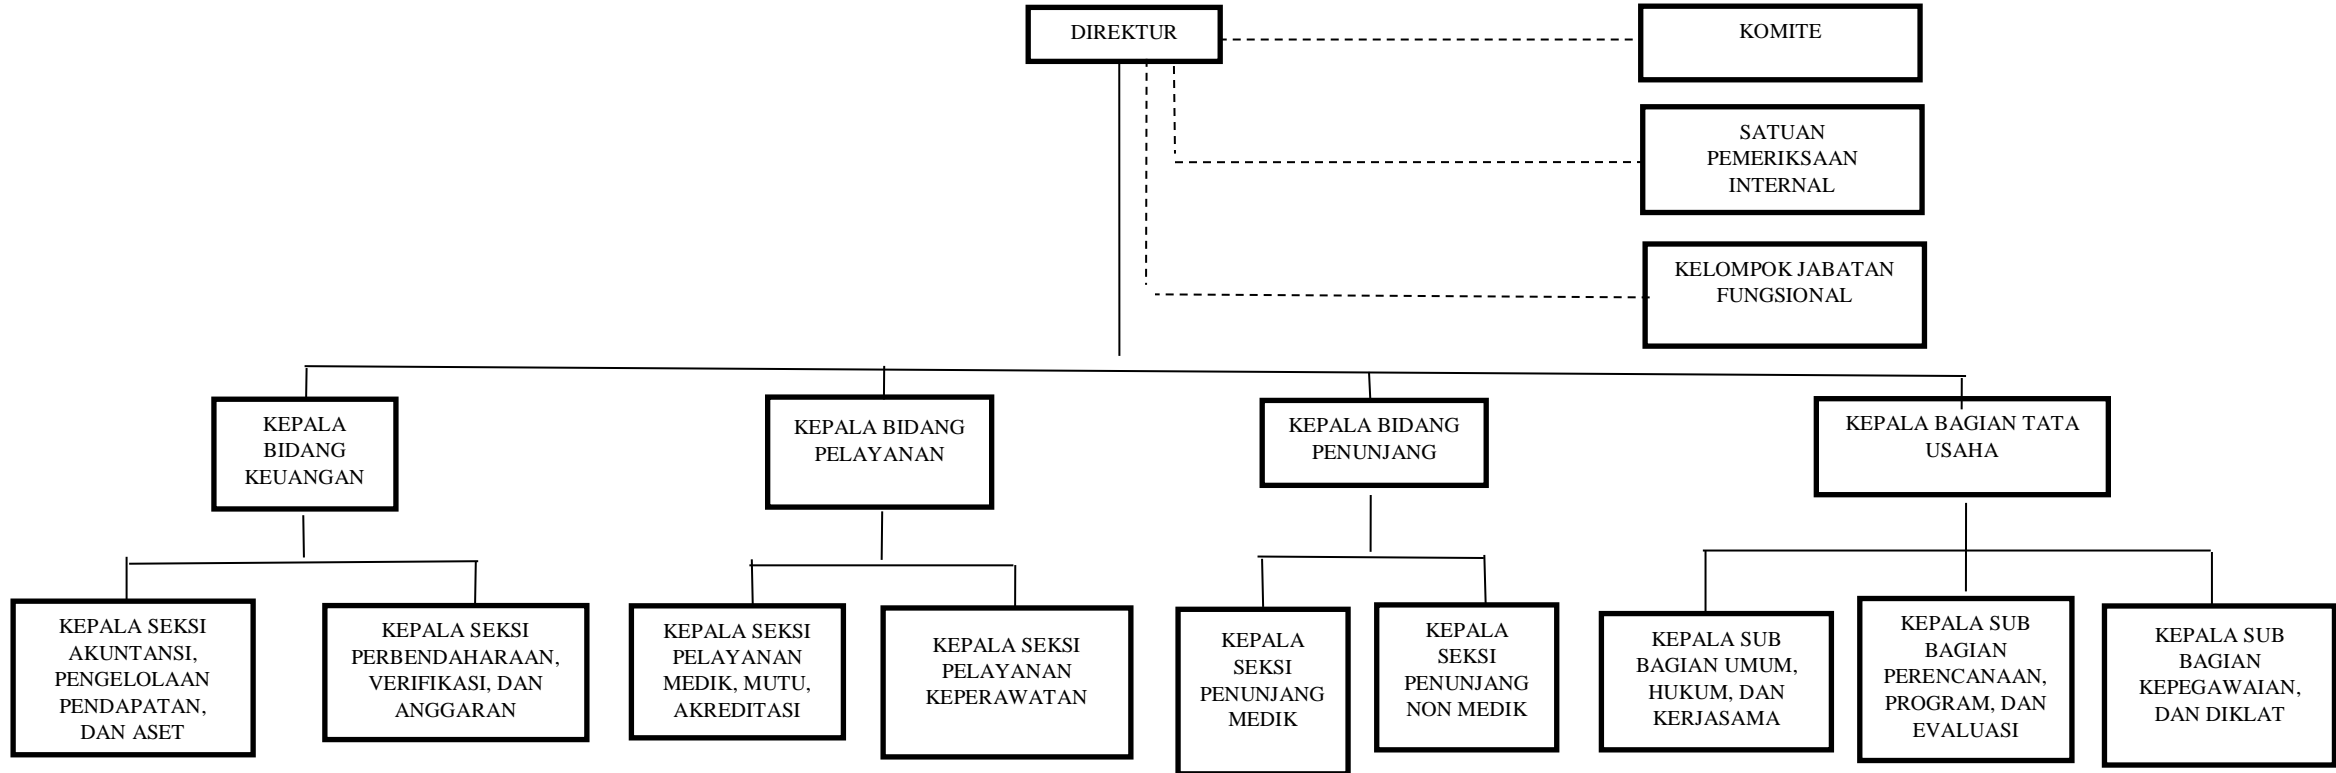 DIREKTUR
KOMITE
SATUAN
PEMERIKSAAN
INTERNAL
KELOMPOK JABATAN
FUNGSIONAL
KEPALA
BIDANG
KEUANGAN
KEPALA BIDANG
PELAYANAN
KEPALA BIDANG
PENUNJANG
KEPALA BAGIAN TATA
USAHA
KEPALA SEKSI
AKUNTANSI,
PENGELOLAAN
PENDAPATAN,
DAN ASET
KEPALA SEKSI
PERBENDAHARAAN,
VERIFIKASI, DAN
ANGGARAN
KEPALA SEKSI
PELAYANAN
MEDIK, MUTU,
AKREDITASI
KEPALA SEKSI
PELAYANAN
KEPERAWATAN
KEPALA
SEKSI
PENUNJANG
MEDIK
KEPALA
SEKSI
PENUNJANG
NON MEDIK
KEPALA SUB
BAGIAN UMUM,
HUKUM, DAN
KERJASAMA
KEPALA SUB
BAGIAN
PERENCANAAN,
PROGRAM, DAN
EVALUASI
KEPALA SUB
BAGIAN
KEPEGAWAIAN,
DAN DIKLAT